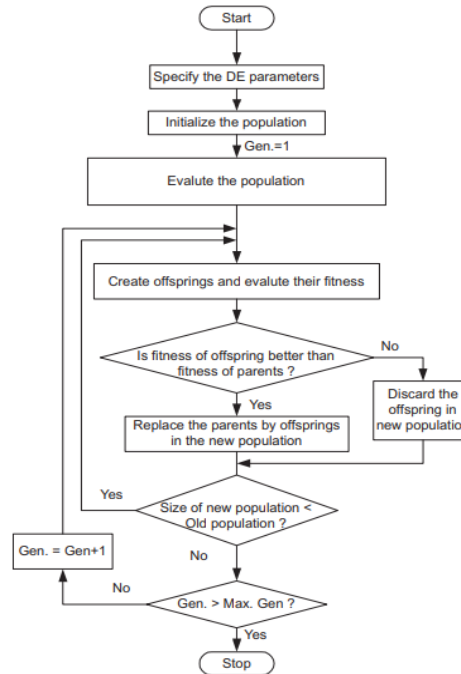 Start
Specify the DE parameters
Initialize the population
Gen.=1
Evalute the population
Create offsprings and evaluate their fitness
Is fitness of offspring better than
fitness of parents ?
No
Yes
Discard the
offspring in
new population
Replace the parents by offsprings
in the new population
Yes
Size of new population <
Old population ?
No
Gen. = Gen+1
No
Gen. > Max. Gen ?
Yes
Stop